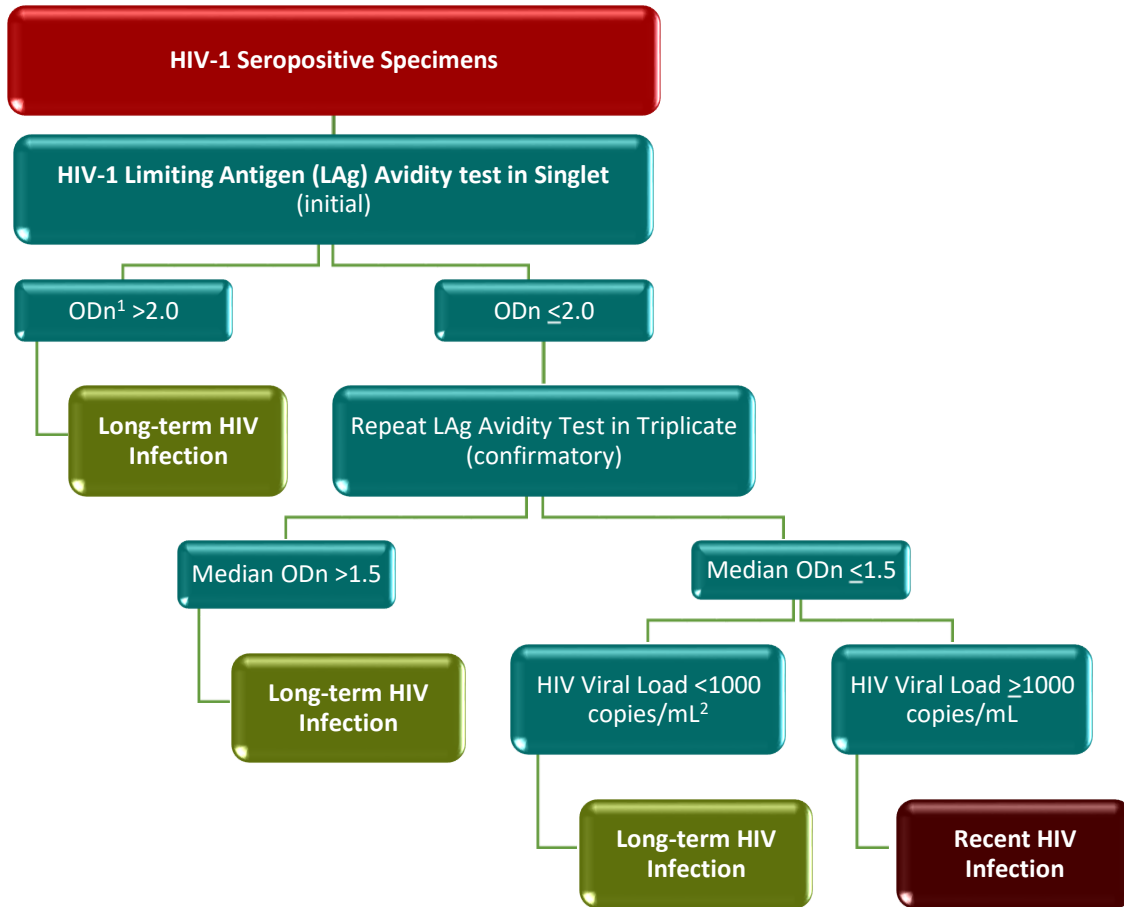 HIV-1 Seropositive Specimens
HIV-1 Limiting Antigen (LAg) Avidity test in Singlet
(initial)
ODn¹ >2.0
ODn ≤2.0
Long-term HIV
Infection
Repeat LAg Avidity Test in Triplicate
(confirmatory)
Median ODn >1.5
Median ODn ≤1.5
Long-term HIV
Infection
HIV Viral Load <1000
copies/mL²
HIV Viral Load ≥1000
copies/mL
Long-term HIV
Infection
Recent HIV
Infection